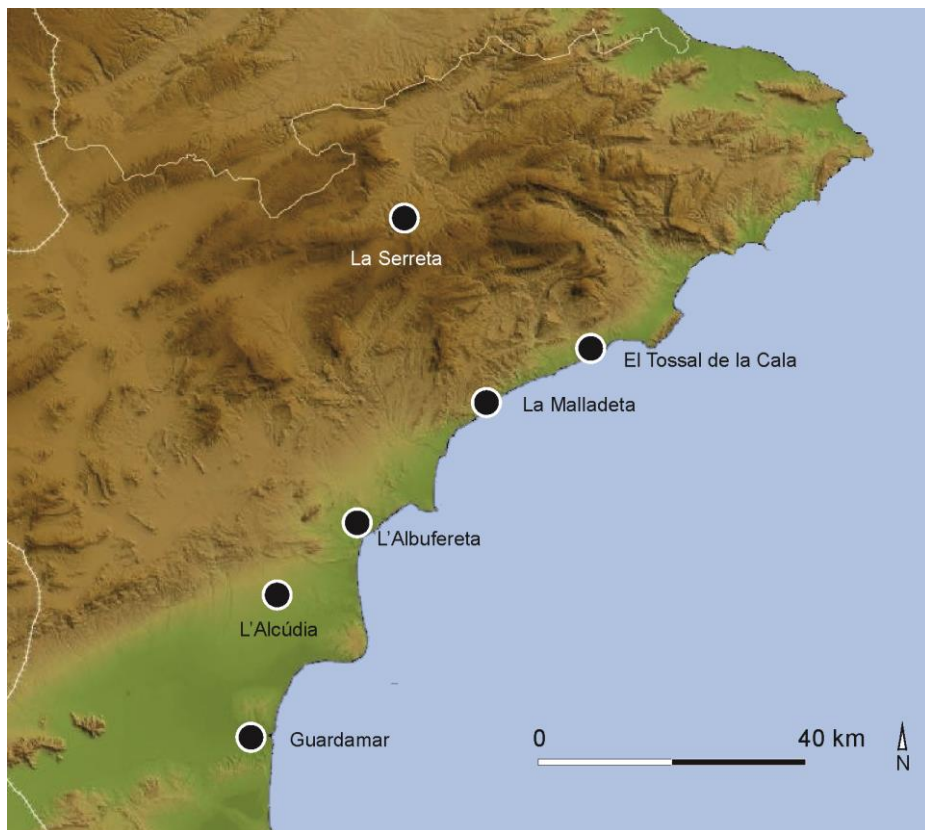 La Serreta
El Tossal de la Cala
La Malladeta
L'Albufereta
L'Alcúdia
Guardamar
0 40 km
N